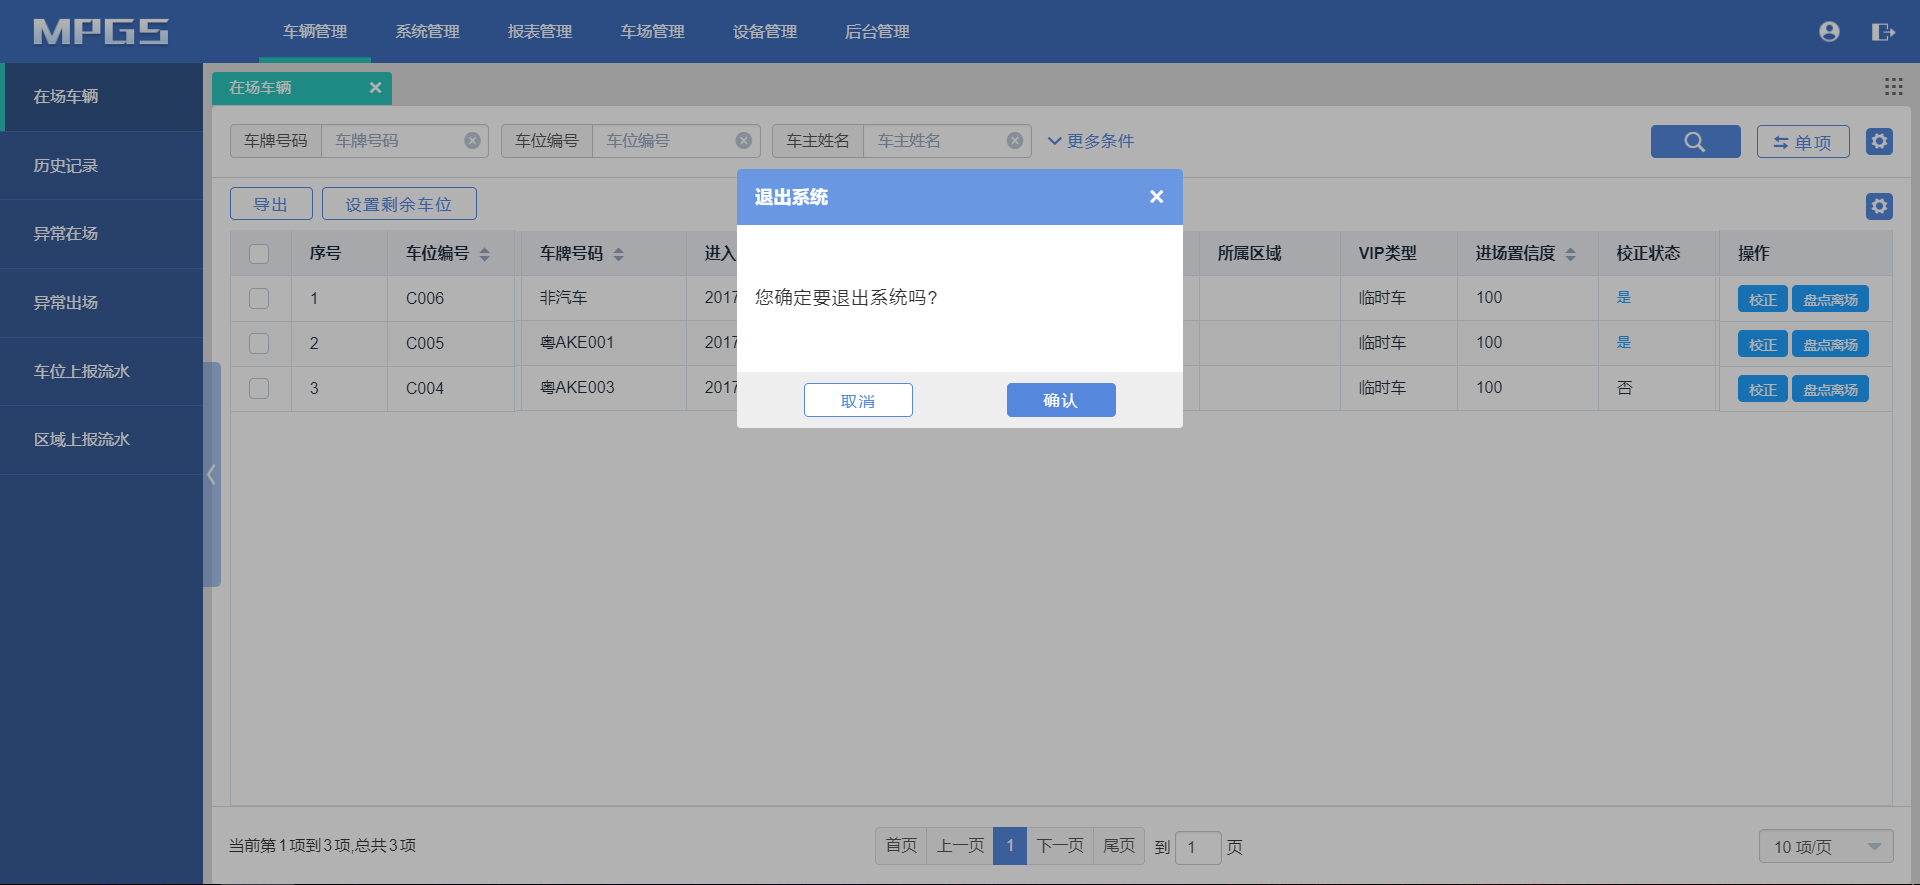 MPGS
车辆管理 系统管理 报表管理 车场管理 设备管理 后台管理
在场车辆
历史记录
异常在场
异常出场
车位上报流水
区域上报流水
在场车辆
车牌号码 车牌号码 车位编号 车位编号 车主姓名 车主姓名 更多条件 单项
导出 设置剩余车位
退出系统
您确定要退出系统吗?
取消 确认
序号 车位编号 车牌号码 进入 所属区域 VIP类型 进场置信度 校正状态 操作
1 C006 非汽车 2017 临时车 100 是 校正 盘点离场
2 C005 粤AKE001 2017 临时车 100 是 校正 盘点离场
3 C004 粤AKE003 2017 临时车 100 否 校正 盘点离场
当前第1项到3项,总共3项 首页 上一页 1 下一页 尾页 到 1 页 10 项/页